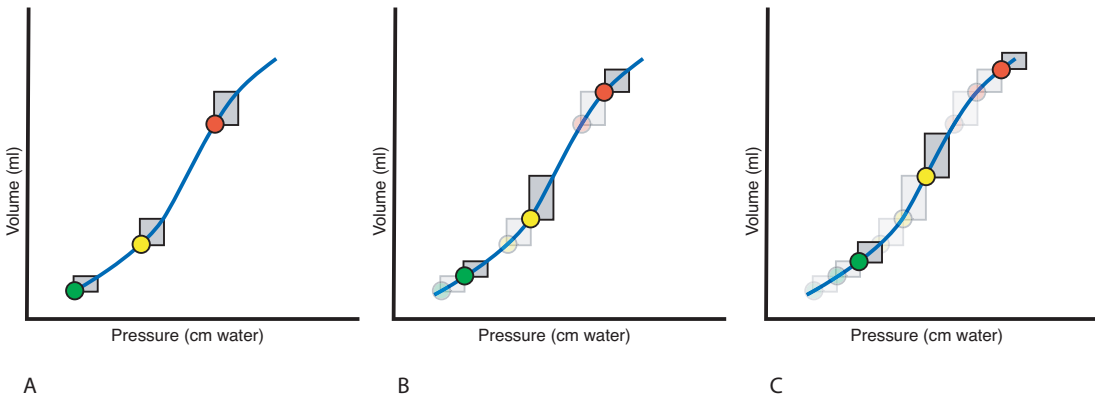 Volume (ml)
Pressure (cm water)
A
Volume (ml)
Pressure (cm water)
B
Volume (ml)
Pressure (cm water)
C